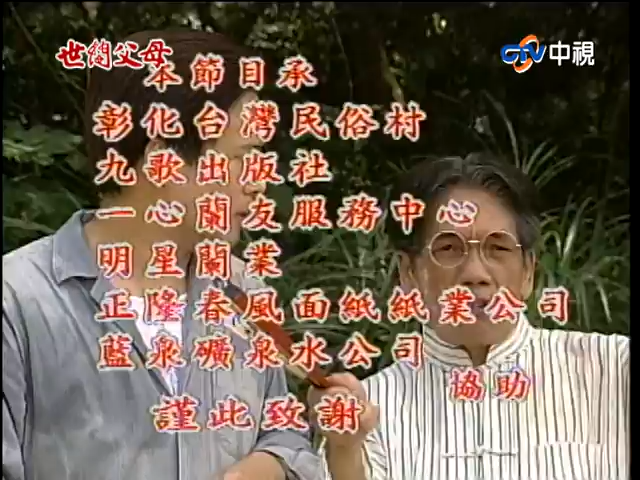 世間父母
CTV中視
本節目承
彰化台灣民俗村
九歌出版社
一心蘭友服務中心
明星蘭業
正隆春風面紙紙業公司
藍泉礦泉水公司
協助
謹此致謝